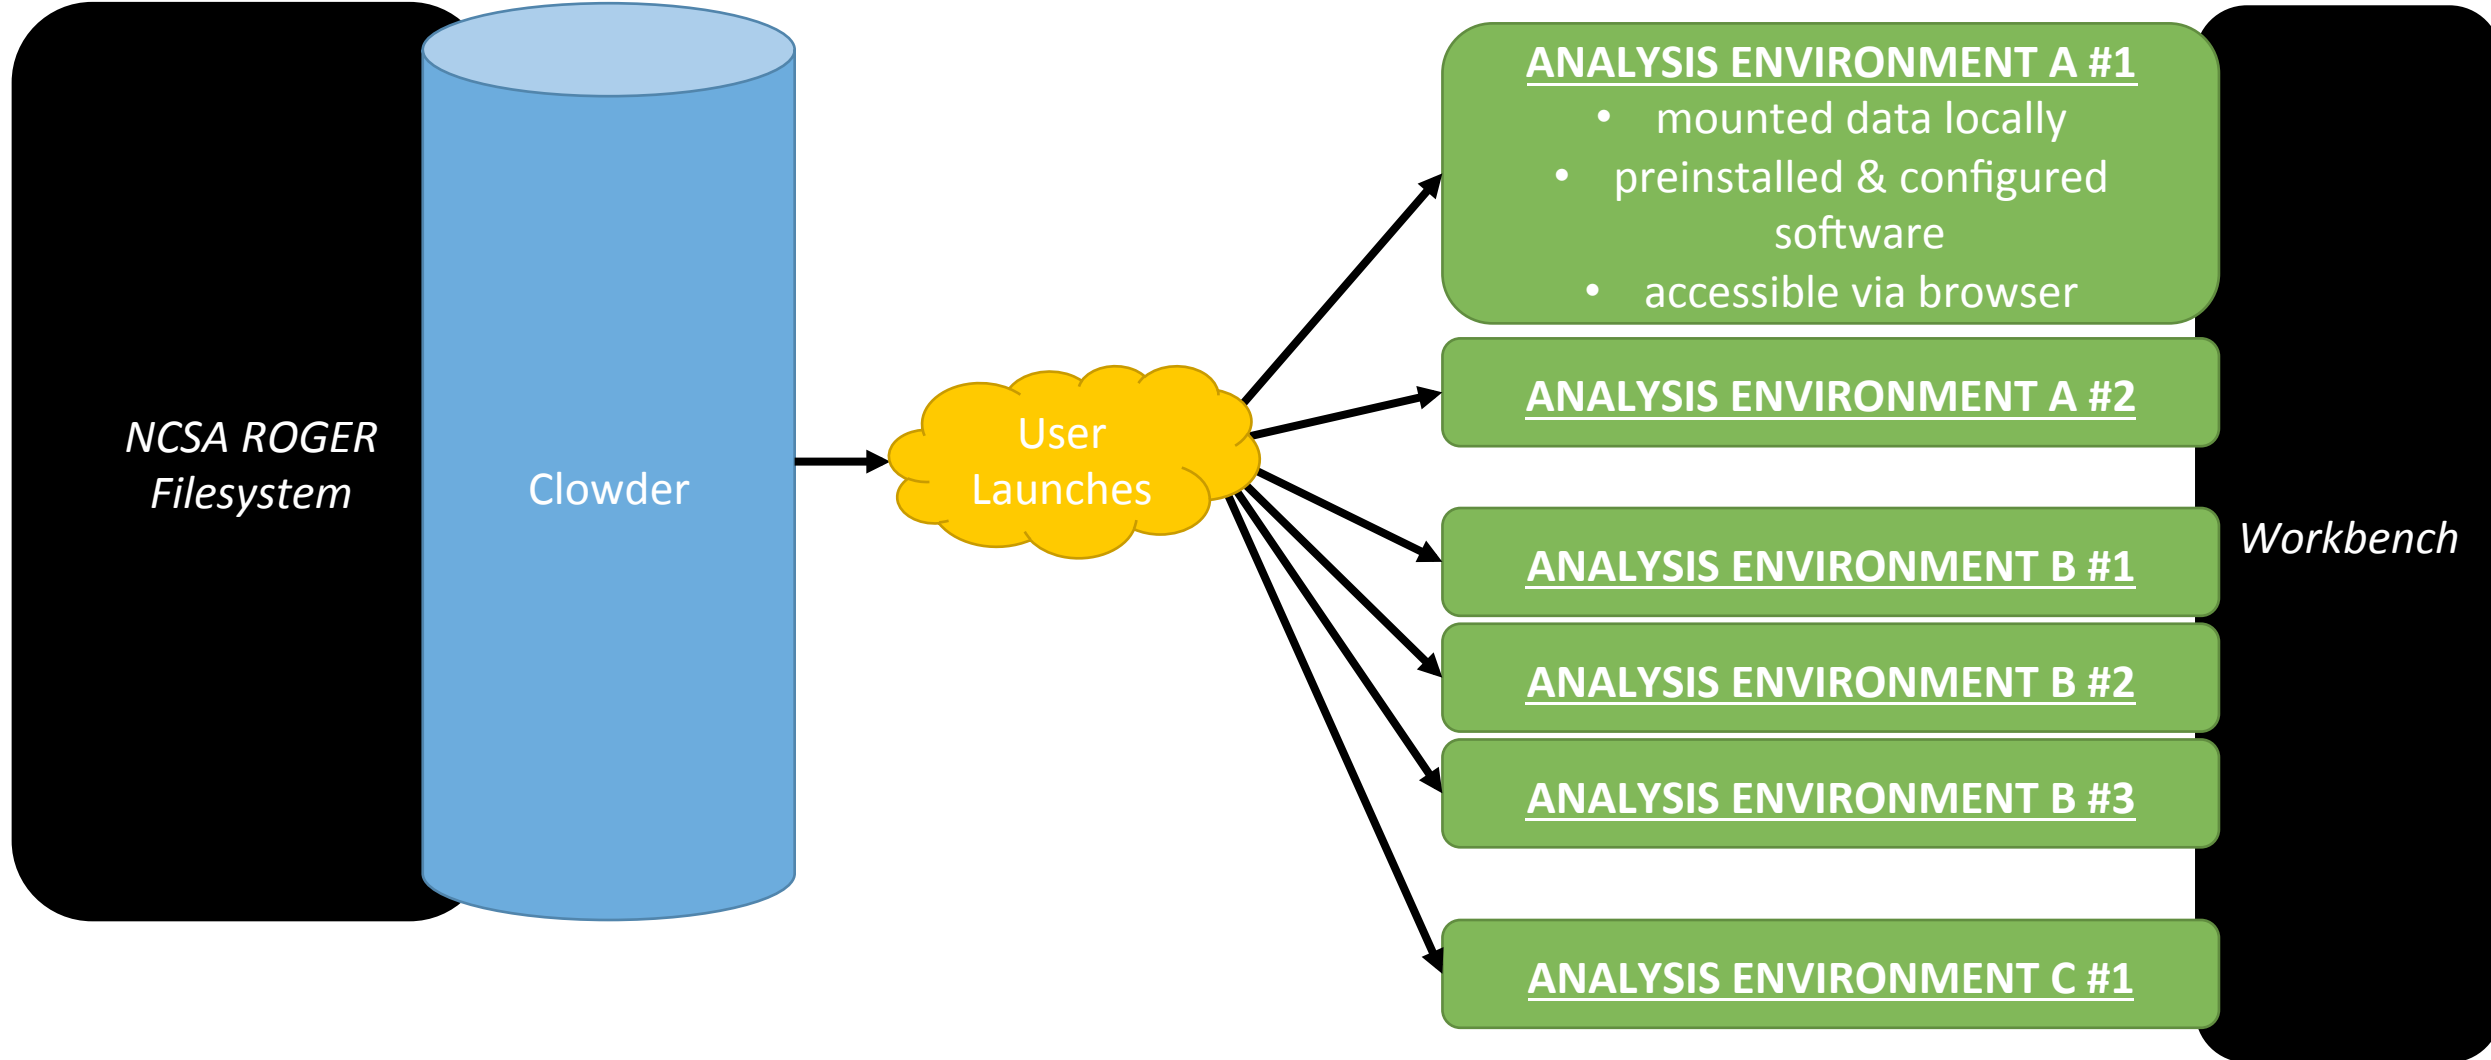 NCSA ROGER
Filesystem
Clowder
User
Launches
ANALYSIS ENVIRONMENT A #1
• mounted data locally
• preinstalled & configured
software
• accessible via browser
ANALYSIS ENVIRONMENT A #2
ANALYSIS ENVIRONMENT B #1
ANALYSIS ENVIRONMENT B #2
ANALYSIS ENVIRONMENT B #3
ANALYSIS ENVIRONMENT C #1
Workbench